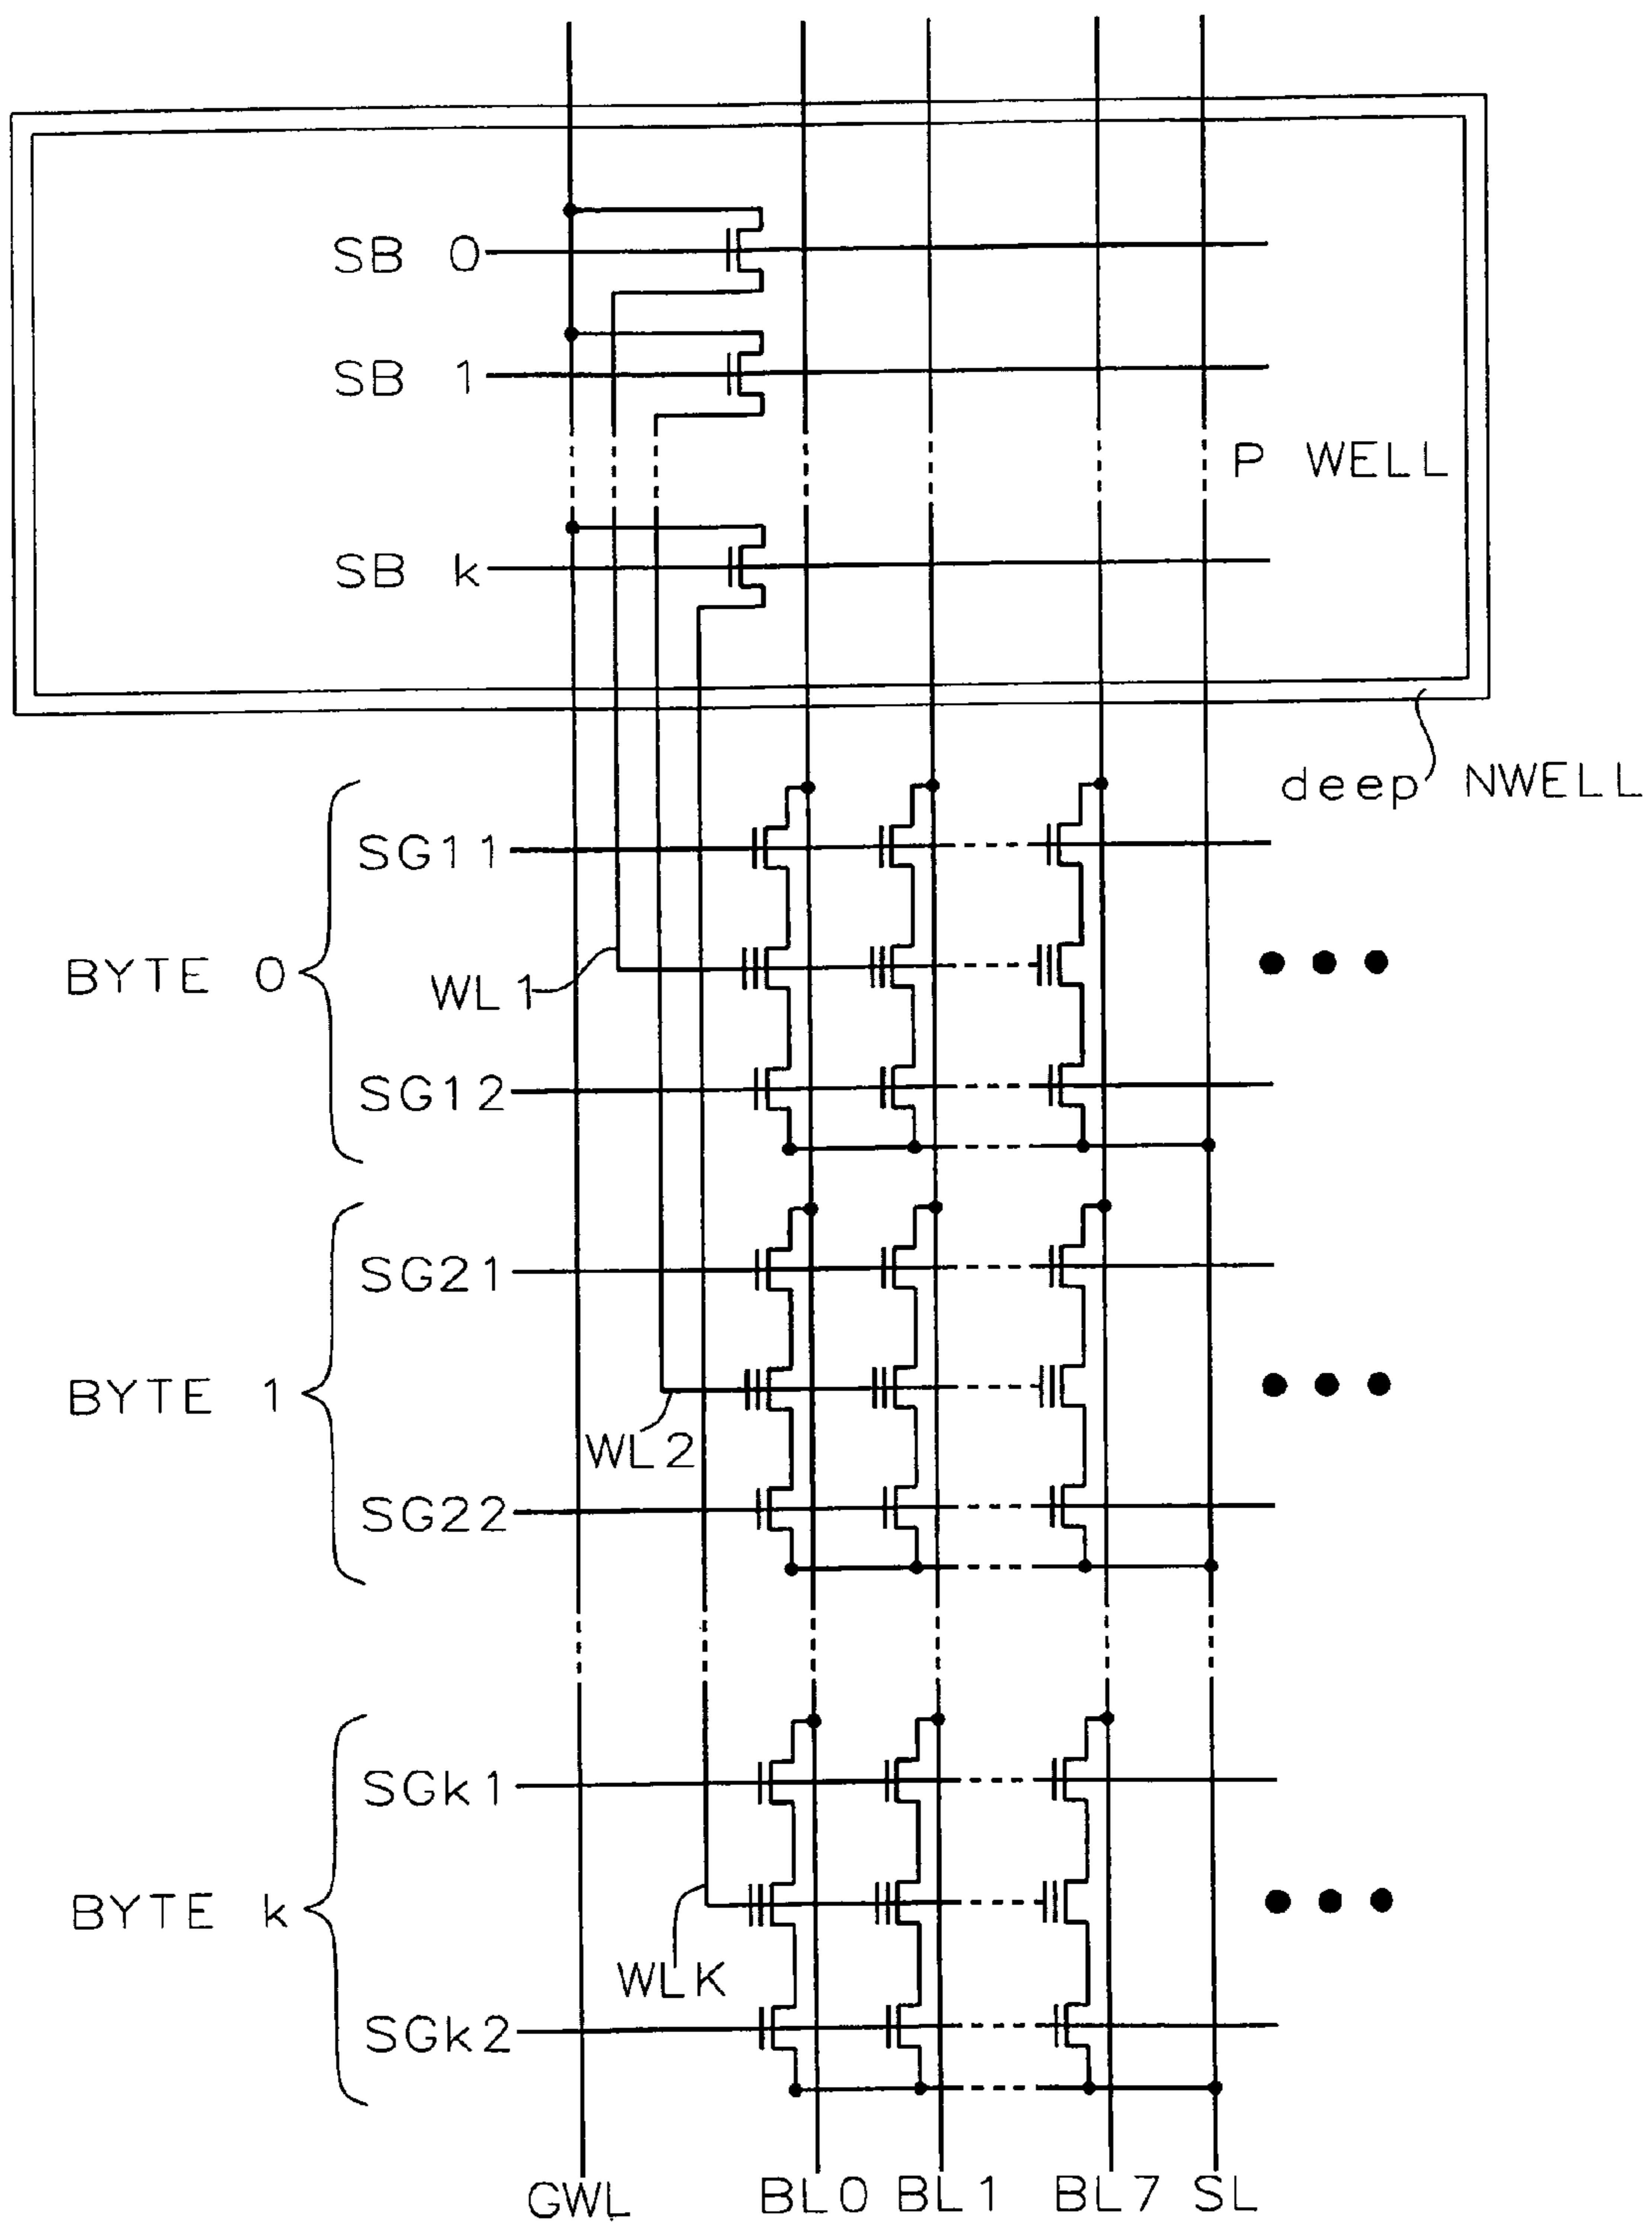 SB 0
SB 1
P WELL
SB k
deep NWELL
SG11
BYTE 0
WL1
SG12
SG21
BYTE 1
WL2
SG22
SGk1
BYTE k
WLK
SGk2
GWL BL0 BL1 BL7 SL